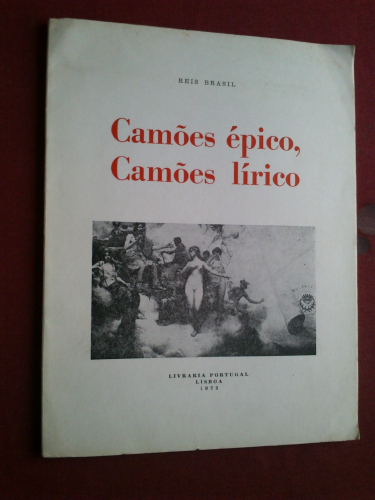 REIS BRASIL
Camões épico,
Camões lírico
LIVRARIA PORTUGAL
LISBOA